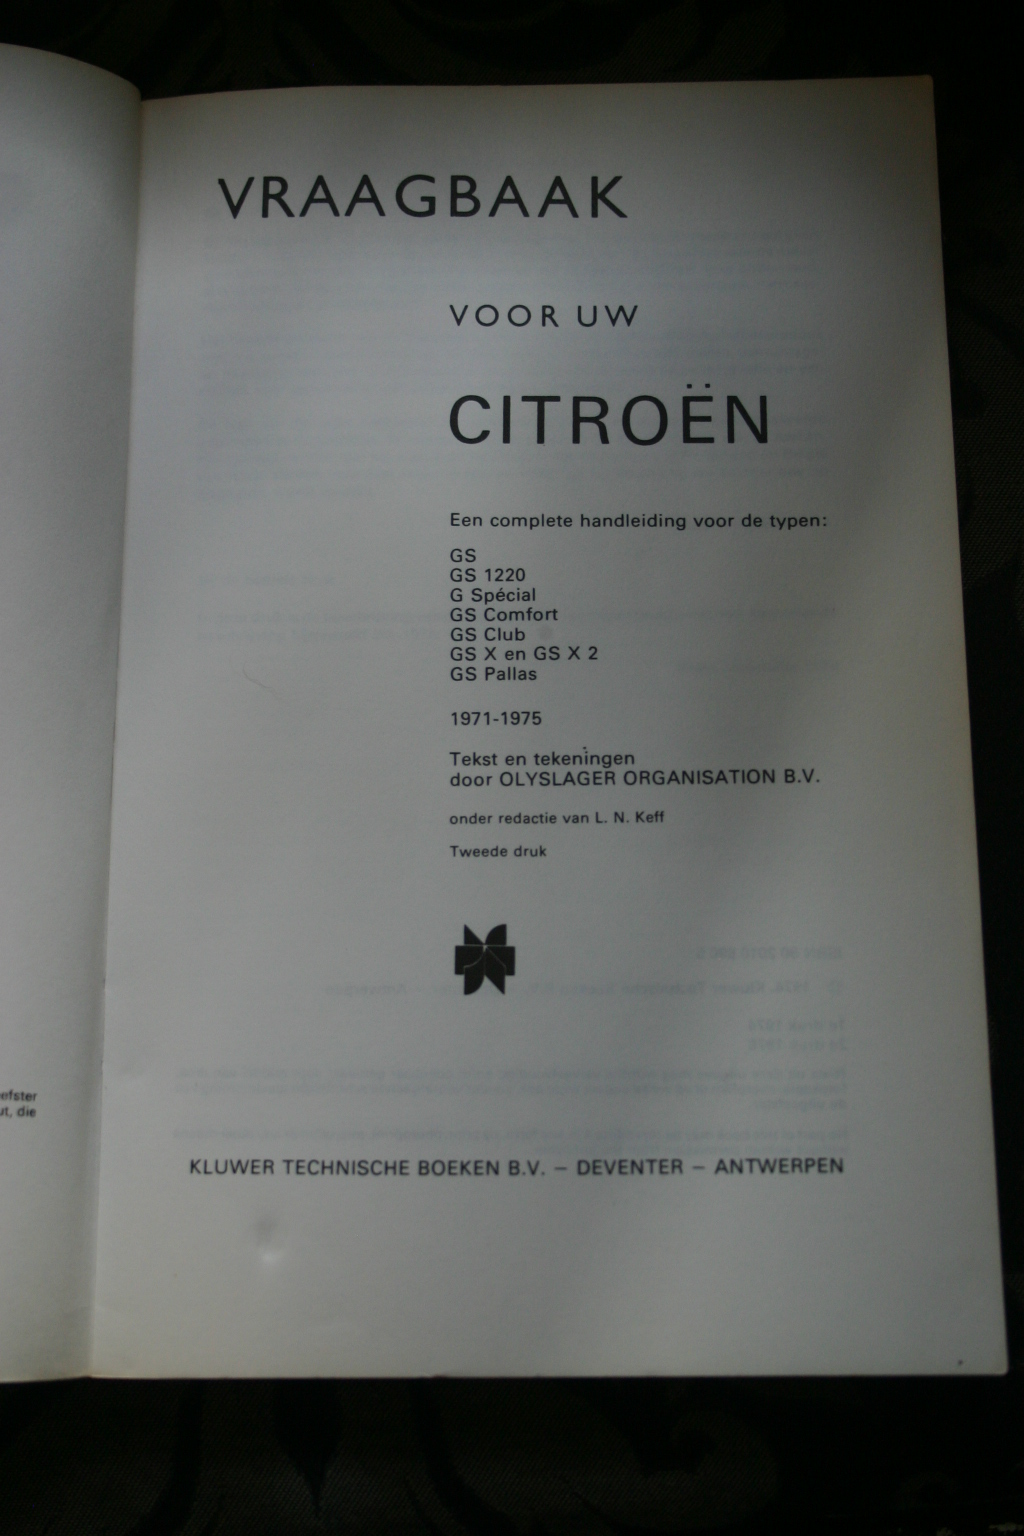 VRAAGBAAK
VOOR UW
CITROËN
Een complete handleiding voor de typen:
GS
GS 1220
G Spécial
GS Comfort
GS Club
GS X en GS X 2
GS Pallas
1971-1975
Tekst en tekeningen
door OLYSLAGER ORGANISATION B.V.
onder redactie van L. N. Keff
Tweede druk
die
KLUWER TECHNISCHE BOEKEN B.V. – DEVENTER – ANTWERPEN